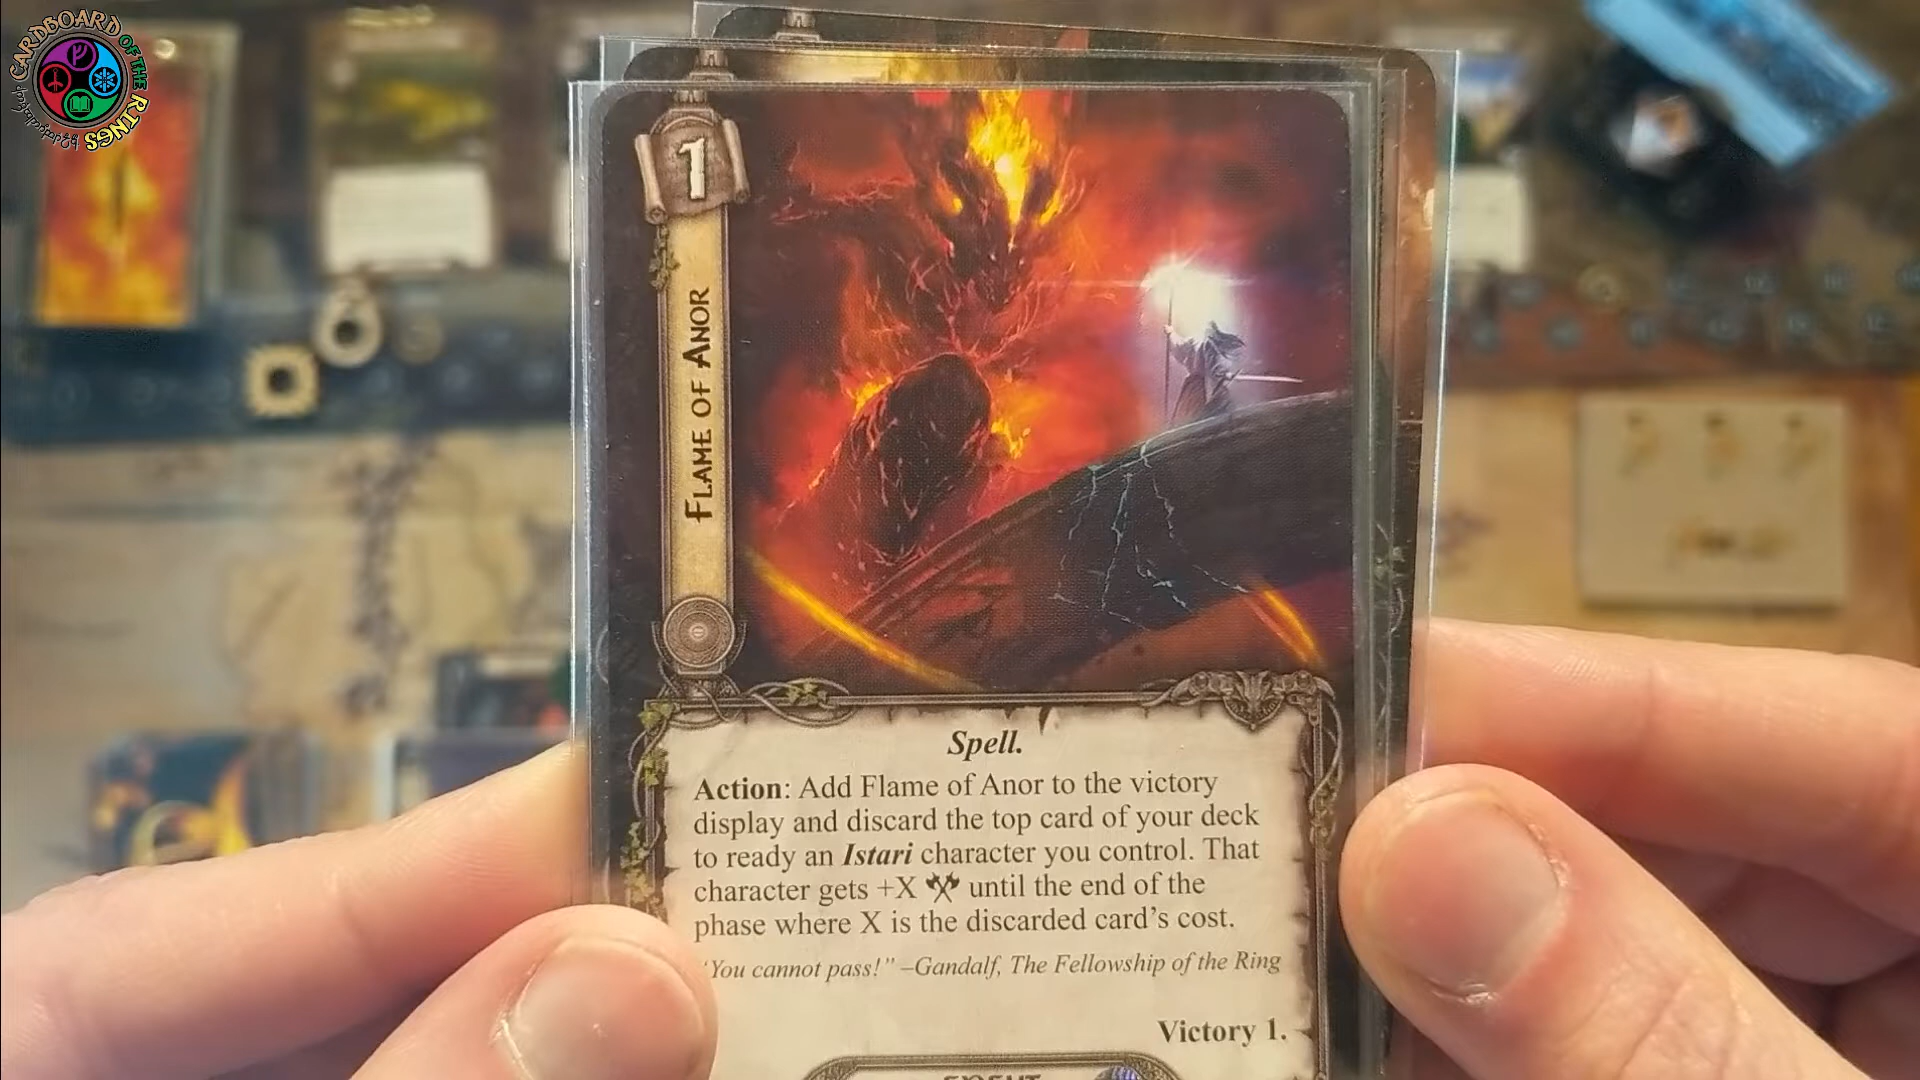 CARDBOARD OF THE RINGS
1
FLAME OF ANOR
Spell.
Action: Add Flame of Anor to the victory
display and discard the top card of your deck
to ready an Istari character you control. That
character gets +X until the end of the
phase where X is the discarded card's cost.
"You cannot pass!" –Gandalf, The Fellowship of the Ring
Victory 1.
EVENT